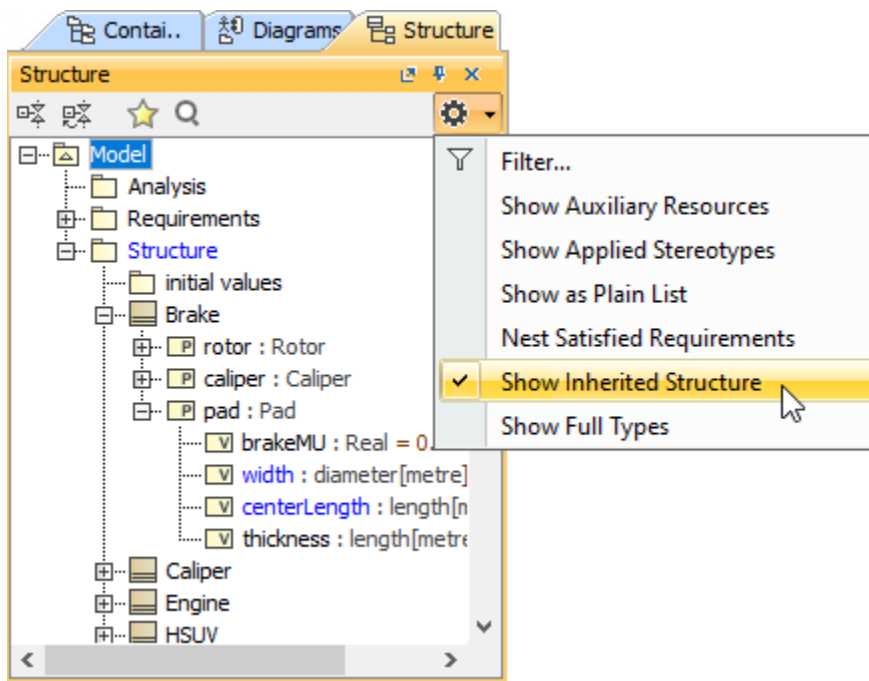 Contai.. Diagrams Structure
Structure
Model
Analysis
Requirements
Structure
initial values
Brake
rotor : Rotor
caliper : Caliper
pad : Pad
brakeMU : Real = 0.
width : diameter[metre]
centerLength : length[m
thickness : length[metre
Caliper
Engine
HSUV
Filter...
Show Auxiliary Resources
Show Applied Stereotypes
Show as Plain List
Nest Satisfied Requirements
Show Inherited Structure
Show Full Types